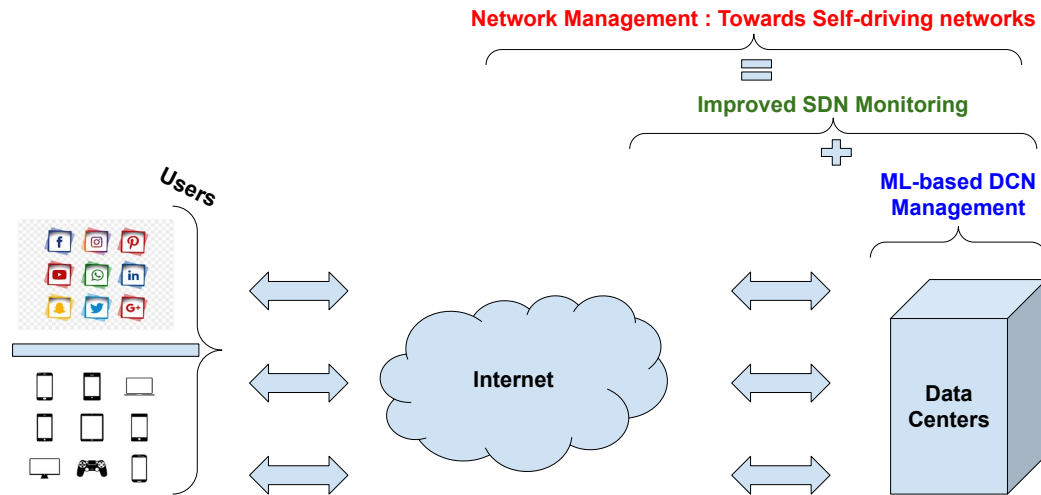 Network Management : Towards Self-driving networks
Improved SDN Monitoring
ML-based DCN
Management
Users
Internet
Data
Centers